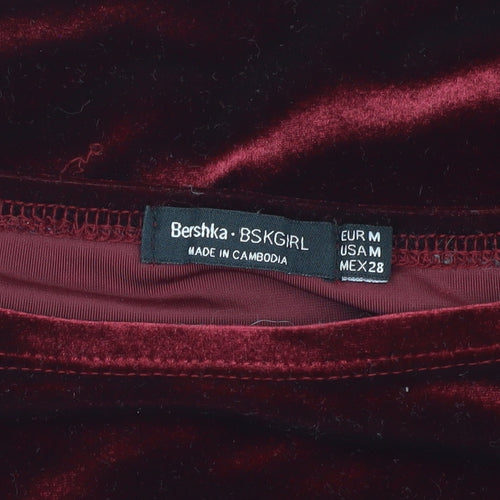 Bershka · BSKGIRL
MADE IN CAMBODIA
EUR M
USA M
MEX 28